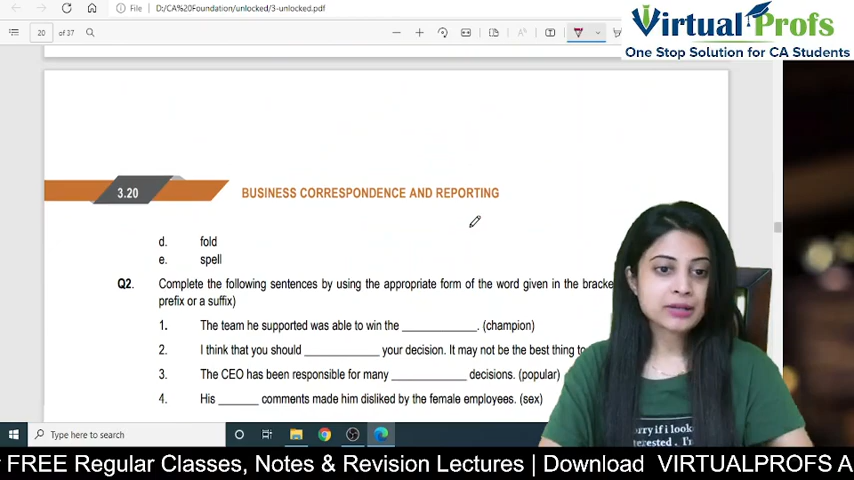 File
D:/CA%20Foundation/unlocked/3-unlocked.pdf
Virtual Profs
One Stop Solution for CA Students
20 of 37
3.20
BUSINESS CORRESPONDENCE AND REPORTING
d. fold
e. spell
Q2. Complete the following sentences by using the appropriate form of the word given in the bracke
prefix or a suffix)
1. The team he supported was able to win the ____________. (champion)
2. I think that you should ____________ your decision. It may not be the best thing to
3. The CEO has been responsible for many ____________ decisions. (popular)
4. His ______ comments made him disliked by the female employees. (sex)
Type here to search
FREE Regular Classes, Notes & Revision Lectures | Download VIRTUALPROFS A